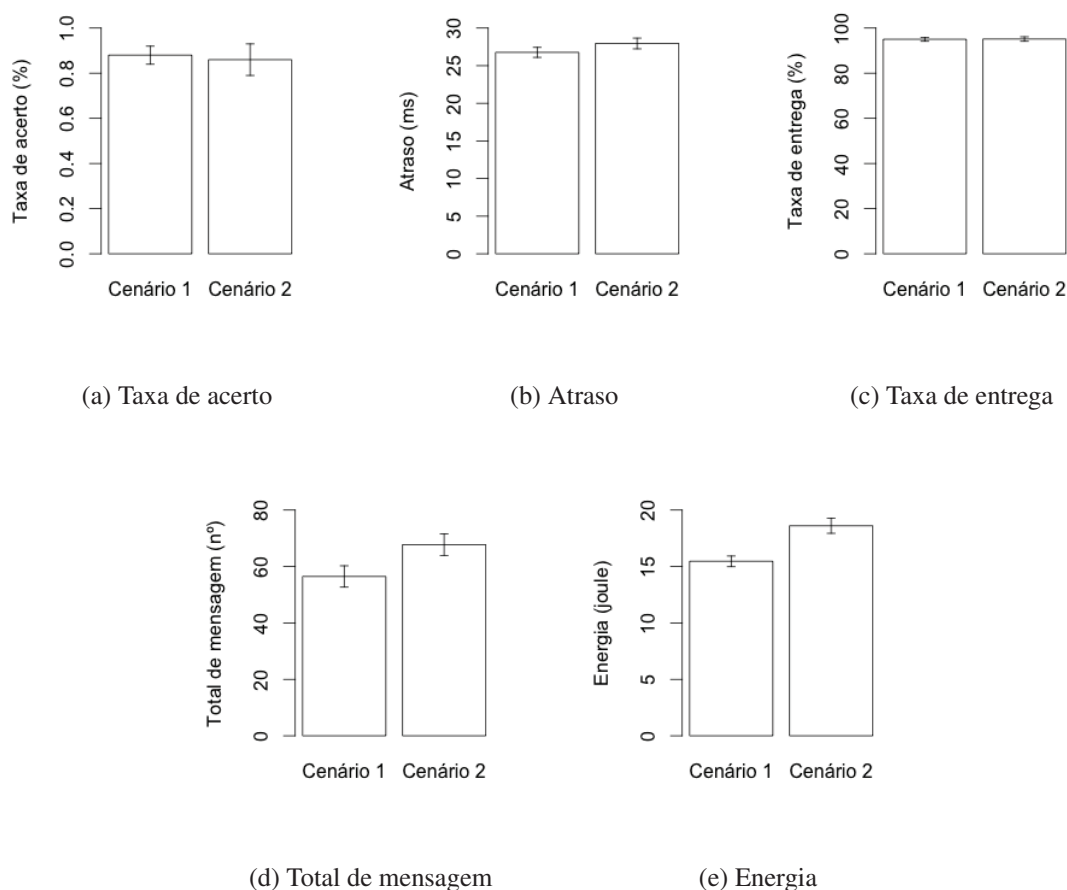 Taxa de acerto (%)
0.0 0.2 0.4 0.6 0.8 1.0
Cenário 1 Cenário 2
(a) Taxa de acerto
Atraso (ms)
0 5 10 15 20 25 30
Cenário 1 Cenário 2
(b) Atraso
Taxa de entrega (%)
0 20 40 60 80 100
Cenário 1 Cenário 2
(c) Taxa de entrega
Total de mensagem (nº)
0 20 40 60 80
Cenário 1 Cenário 2
(d) Total de mensagem
Energia (joule)
0 5 10 15 20
Cenário 1 Cenário 2
(e) Energia